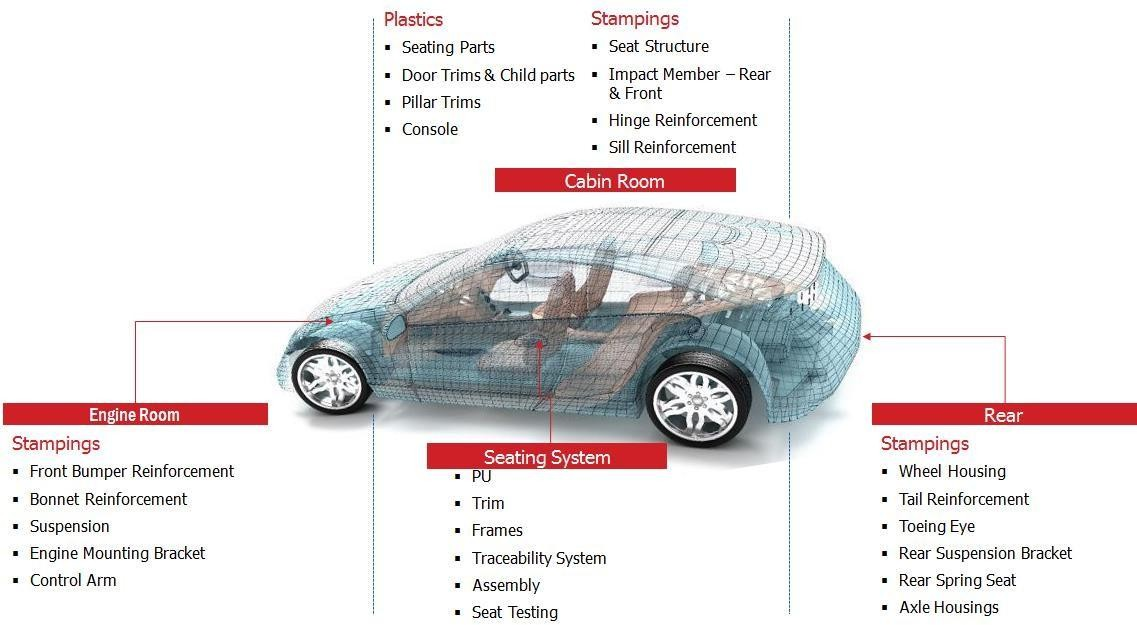 Plastics
Seating Parts
Door Trims & Child parts
Pillar Trims
Console
Stampings
Seat Structure
Impact Member – Rear
& Front
Hinge Reinforcement
Sill Reinforcement
Cabin Room
Engine Room
Stampings
Front Bumper Reinforcement
Bonnet Reinforcement
Suspension
Engine Mounting Bracket
Control Arm
Seating System
PU
Trim
Frames
Traceability System
Assembly
Seat Testing
Rear
Stampings
Wheel Housing
Tail Reinforcement
Toeing Eye
Rear Suspension Bracket
Rear Spring Seat
Axle Housings